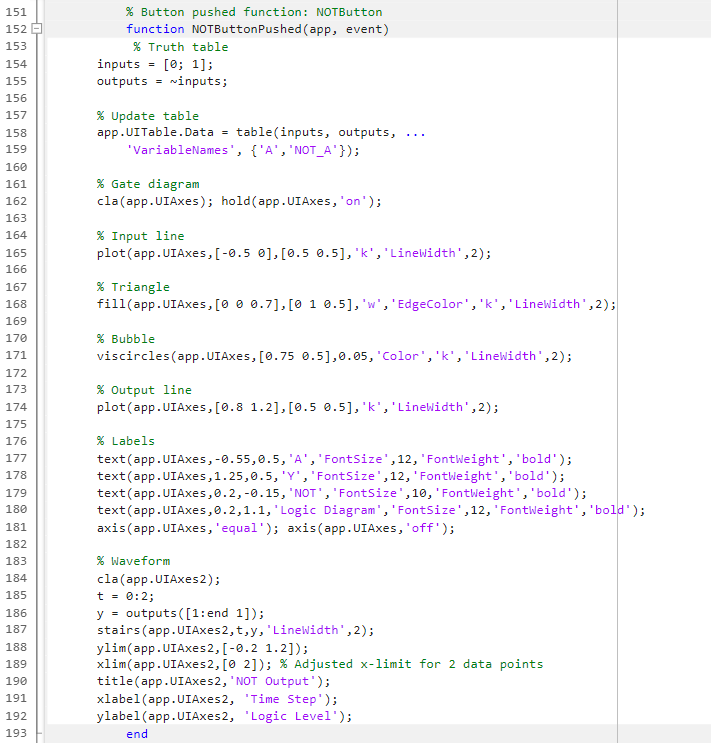 151 % Button pushed function: NOTButton
152 function NOTButtonPushed(app, event)
153 % Truth table
154 inputs = [0; 1];
155 outputs = ~inputs;
156
157 % Update table
158 app.UITable.Data = table(inputs, outputs, ...
159 'VariableNames', {'A','NOT_A'});
160
161 % Gate diagram
162 cla(app.UIAxes); hold(app.UIAxes,'on');
163
164 % Input line
165 plot(app.UIAxes,[-0.5 0],[0.5 0.5],'k','LineWidth',2);
166
167 % Triangle
168 fill(app.UIAxes,[0 0 0.7],[0 1 0.5],'w','EdgeColor','k','LineWidth',2);
169
170 % Bubble
171 viscircles(app.UIAxes,[0.75 0.5],0.05,'Color','k','LineWidth',2);
172
173 % Output line
174 plot(app.UIAxes,[0.8 1.2],[0.5 0.5],'k','LineWidth',2);
175
176 % Labels
177 text(app.UIAxes,-0.55,0.5,'A','FontSize',12,'FontWeight','bold');
178 text(app.UIAxes,1.25,0.5,'Y','FontSize',12,'FontWeight','bold');
179 text(app.UIAxes,0.2,-0.15,'NOT','FontSize',10,'FontWeight','bold');
180 text(app.UIAxes,0.2,1.1,'Logic Diagram','FontSize',12,'FontWeight','bold');
181 axis(app.UIAxes,'equal'); axis(app.UIAxes,'off');
182
183 % Waveform
184 cla(app.UIAxes2);
185 t = 0:2;
186 y = outputs([1:end 1]);
187 stairs(app.UIAxes2,t,y,'LineWidth',2);
188 ylim(app.UIAxes2,[-0.2 1.2]);
189 xlim(app.UIAxes2,[0 2]); % Adjusted x-limit for 2 data points
190 title(app.UIAxes2,'NOT Output');
191 xlabel(app.UIAxes2, 'Time Step');
192 ylabel(app.UIAxes2, 'Logic Level');
193 end